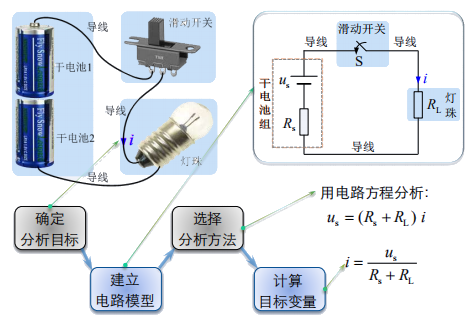 导线
滑动开关
干电池1
导线
i
干电池2
灯珠
导线
滑动开关
导线
导线
S
i
干电池组
u_s
R_s
R_L
灯珠
导线
确定
分析目标
建立
电路模型
选择
分析方法
计算
目标变量
用电路方程分析:
u_s = (R_s + R_L) i
i = u_s / (R_s + R_L)